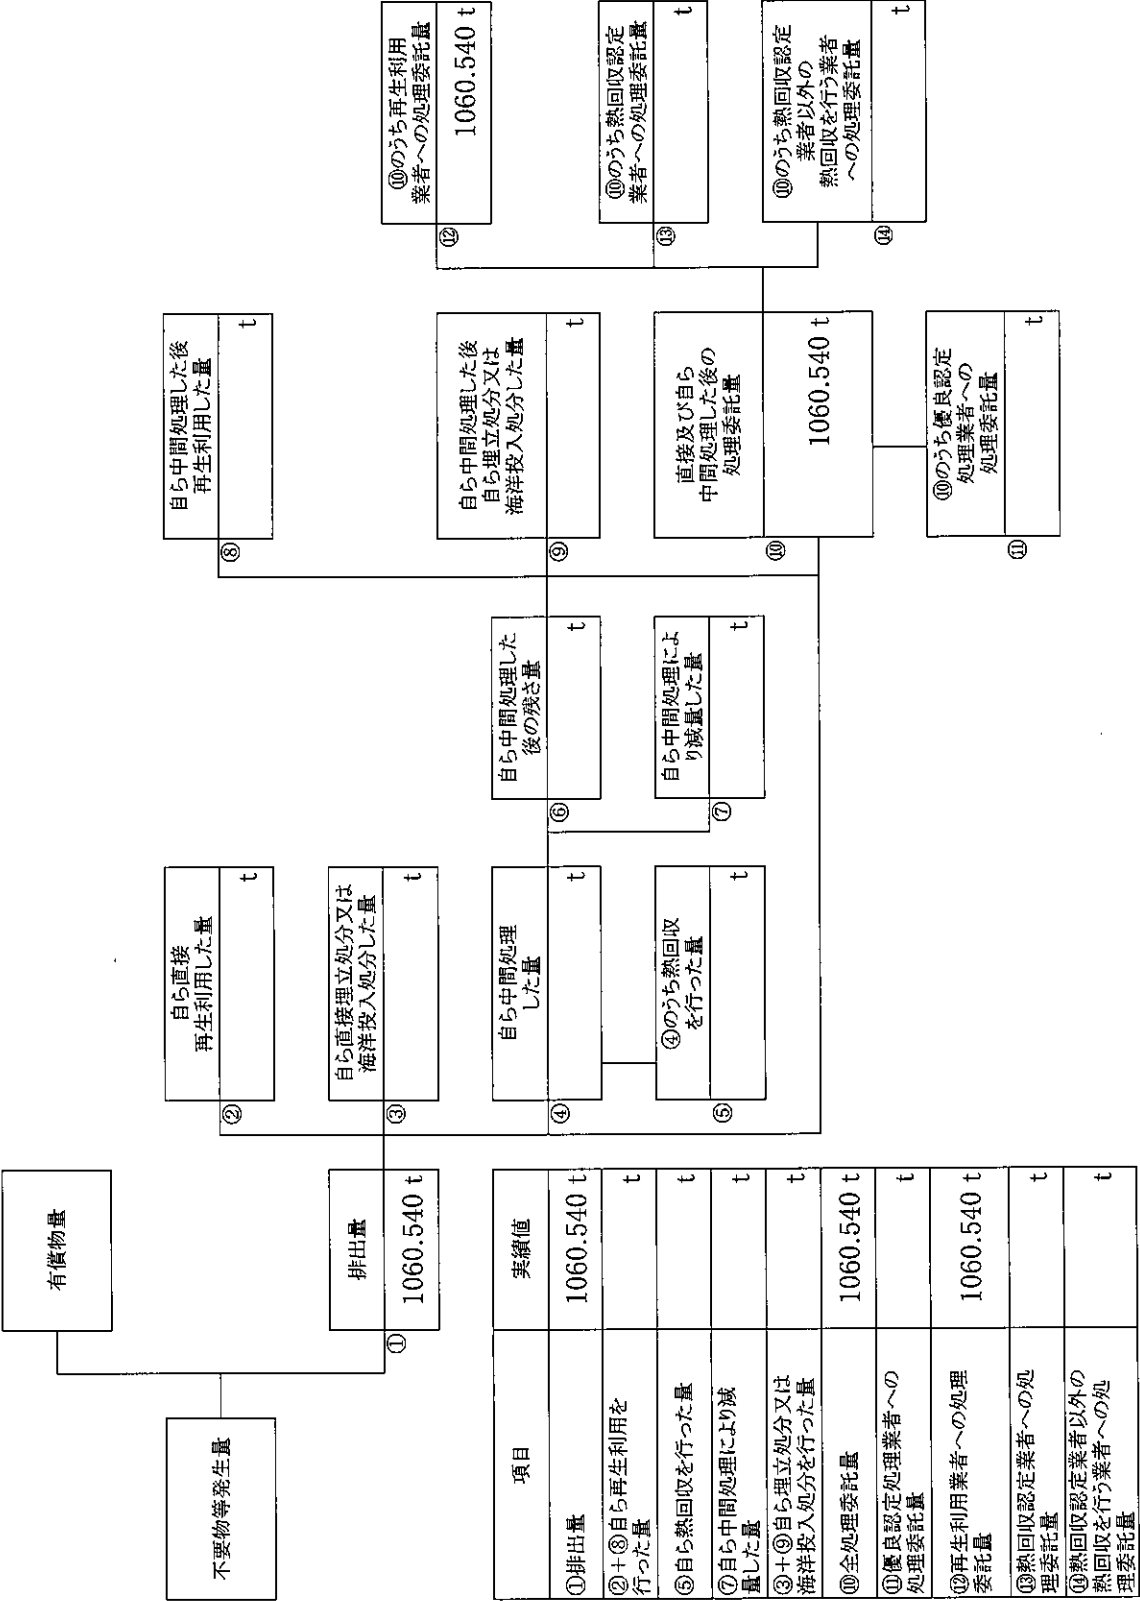 不要物等発生量
有償物量
排出量
①
1060.540 t
自ら直接
再生利用した量
②
t
自ら直接埋立処分又は
海洋投入処分した量
③
t
自ら中間処理
した量
④
t
④のうち熱回収
を行った量
⑤
t
自ら中間処理した
後の残さ量
⑥
t
自ら中間処理によ
り減量した量
⑦
t
自ら中間処理した後
再生利用した量
⑧
t
自ら中間処理した後
自ら埋立処分又は
海洋投入処分した量
⑨
t
直接及び自ら
中間処理した後の
処理委託量
⑩
1060.540 t
⑩のうち優良認定
処理業者への
処理委託量
⑪
t
⑩のうち再生利用
業者への処理委託量
⑫
1060.540 t
⑩のうち熱回収認定
業者への処理委託量
⑬
t
⑩のうち熱回収認定
業者以外の
熱回収を行う業者
への処理委託量
⑭
t
項目 実績値
①排出量 1060.540 t
②+⑧自ら再生利用を
行った量 t
⑤自ら熱回収を行った量 t
⑦自ら中間処理により減
量した量 t
③+⑨自ら埋立処分又は
海洋投入処分を行った量 t
⑩全処理委託量 1060.540 t
⑪優良認定処理業者への
処理委託量 t
⑫再生利用業者への処理
委託量 1060.540 t
⑬熱回収認定業者への処
理委託量 t
⑭熱回収認定業者以外の
熱回収を行う業者への処
理委託量 t